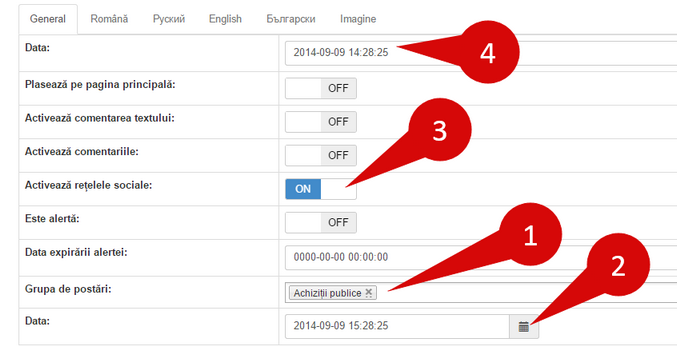 General Română Руский English Български Imagine
Data: 2014-09-09 14:28:25
4
Plasează pe pagina principală: OFF
Activează comentarea textului: OFF
3
Activează comentariile: OFF
Activează rețelele sociale: ON
Este alertă: OFF
1
Data expirării alertei: 0000-00-00 00:00:00
2
Grupa de postări: Achiziții publice ×
Data: 2014-09-09 15:28:25